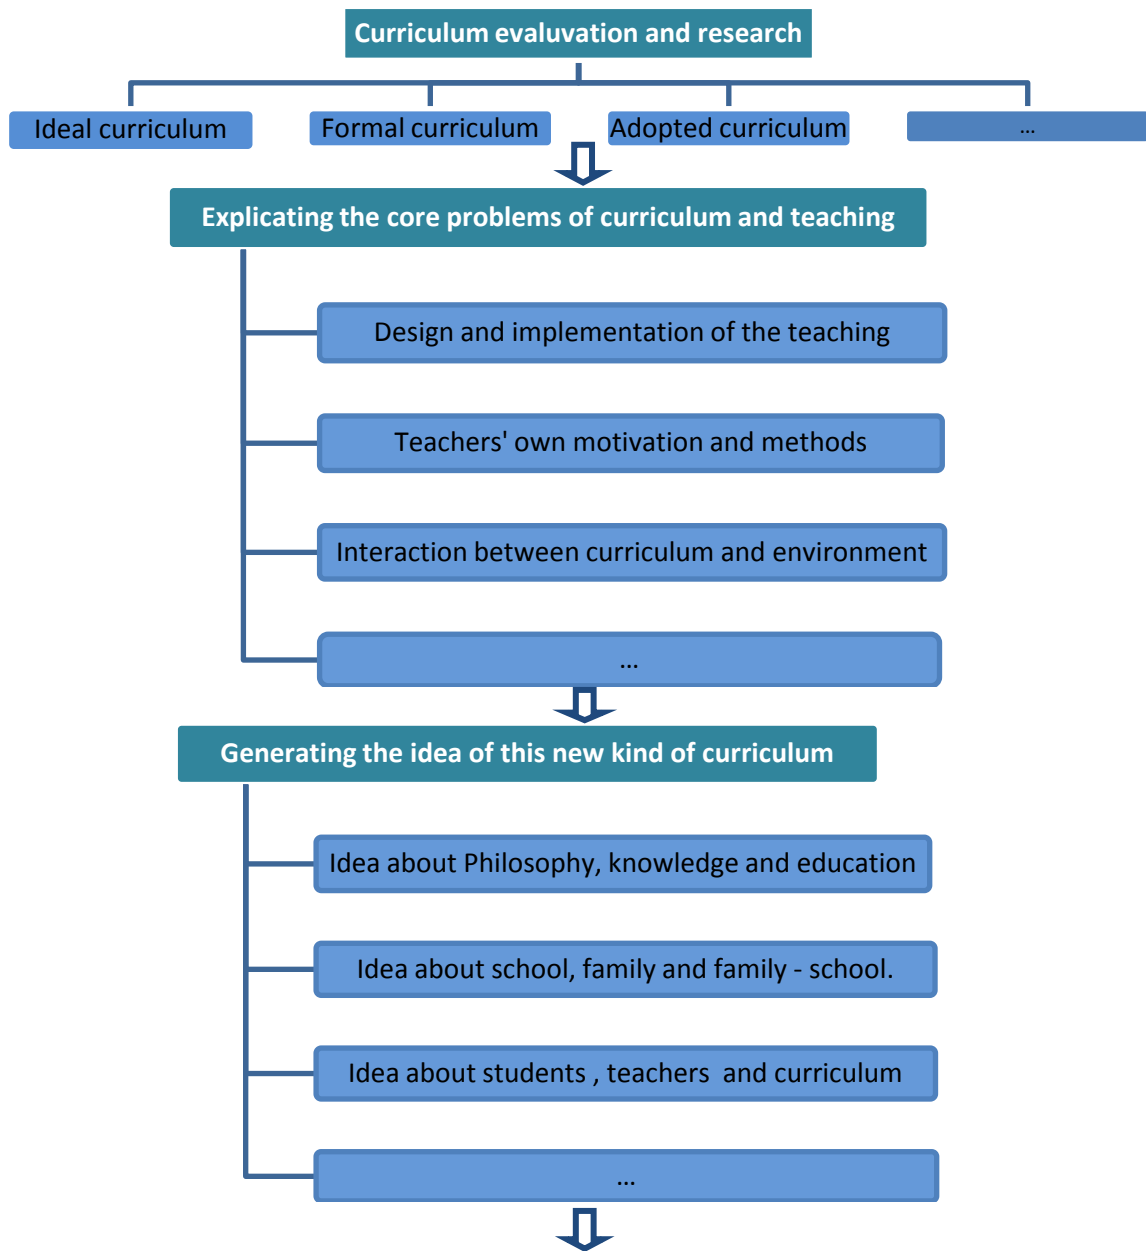 Curriculum evaluvation and research
Ideal curriculum
Formal curriculum
Adopted curriculum
...
Explicating the core problems of curriculum and teaching
Design and implementation of the teaching
Teachers' own motivation and methods
Interaction between curriculum and environment
...
Generating the idea of this new kind of curriculum
Idea about Philosophy, knowledge and education
Idea about school, family and family - school.
Idea about students , teachers  and curriculum
...